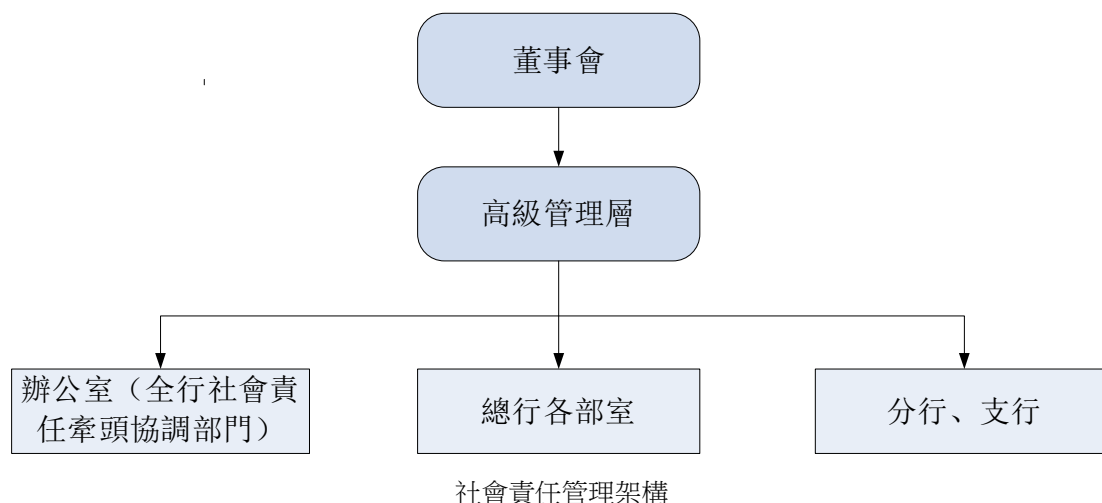 董事會
高級管理層
辦公室（全行社會責
任牽頭協調部門）
總行各部室
分行、支行
社會責任管理架構